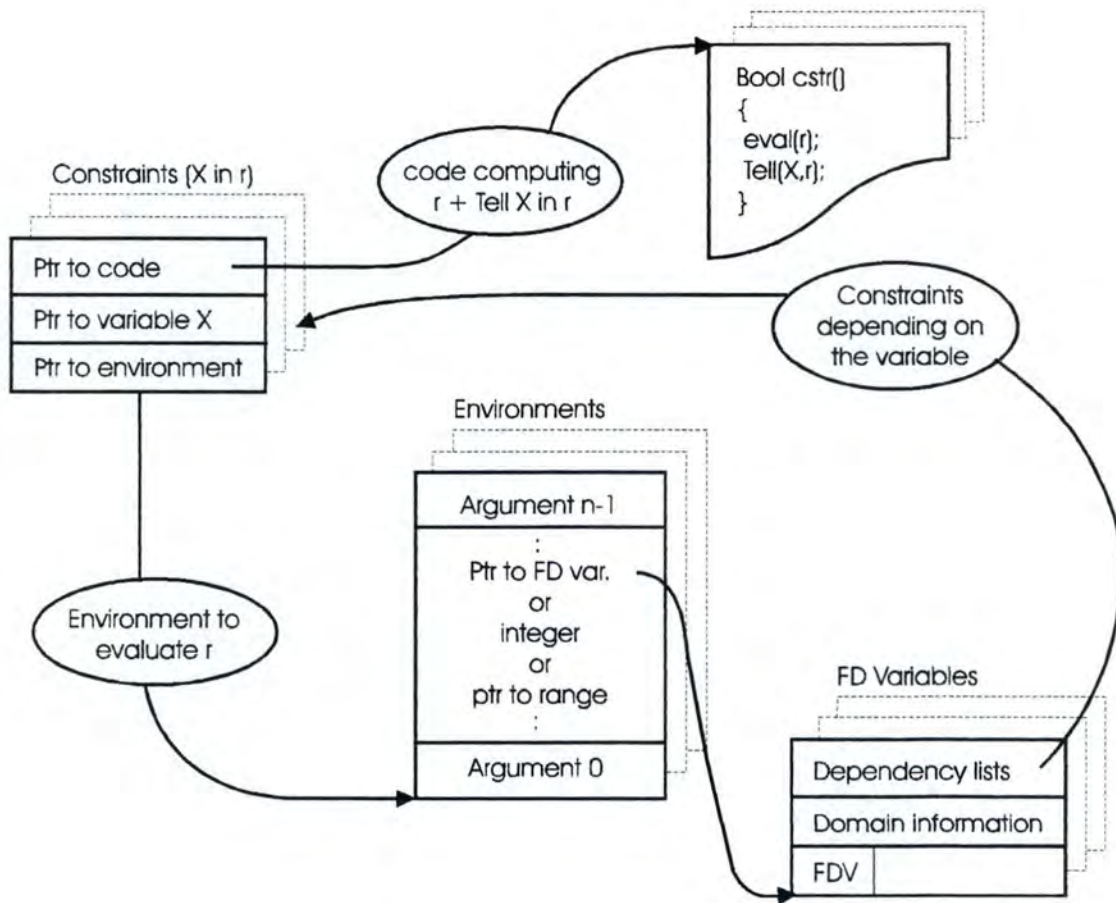 Bool cstr()
{
eval(r);
Tell(X,r);
}
code computing
r + Tell X in r
Constraints (X in r)
Ptr to code
Ptr to variable X
Ptr to environment
Constraints
depending on
the variable
Environments
Argument n-1
:
Ptr to FD var.
or
integer
or
ptr to range
:
Argument 0
Environment to
evaluate r
FD Variables
Dependency lists
Domain information
FDV